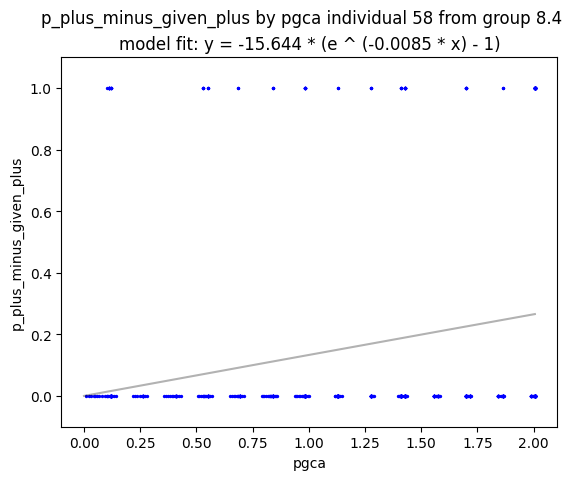 p_plus_minus_given_plus by pgca individual 58 from group 8.4
model fit: y = -15.644 * (e ^ (-0.0085 * x) - 1)
1.0
0.8
0.6
0.4
0.2
0.0
p_plus_minus_given_plus
0.00 0.25 0.50 0.75 1.00 1.25 1.50 1.75 2.00
pgca